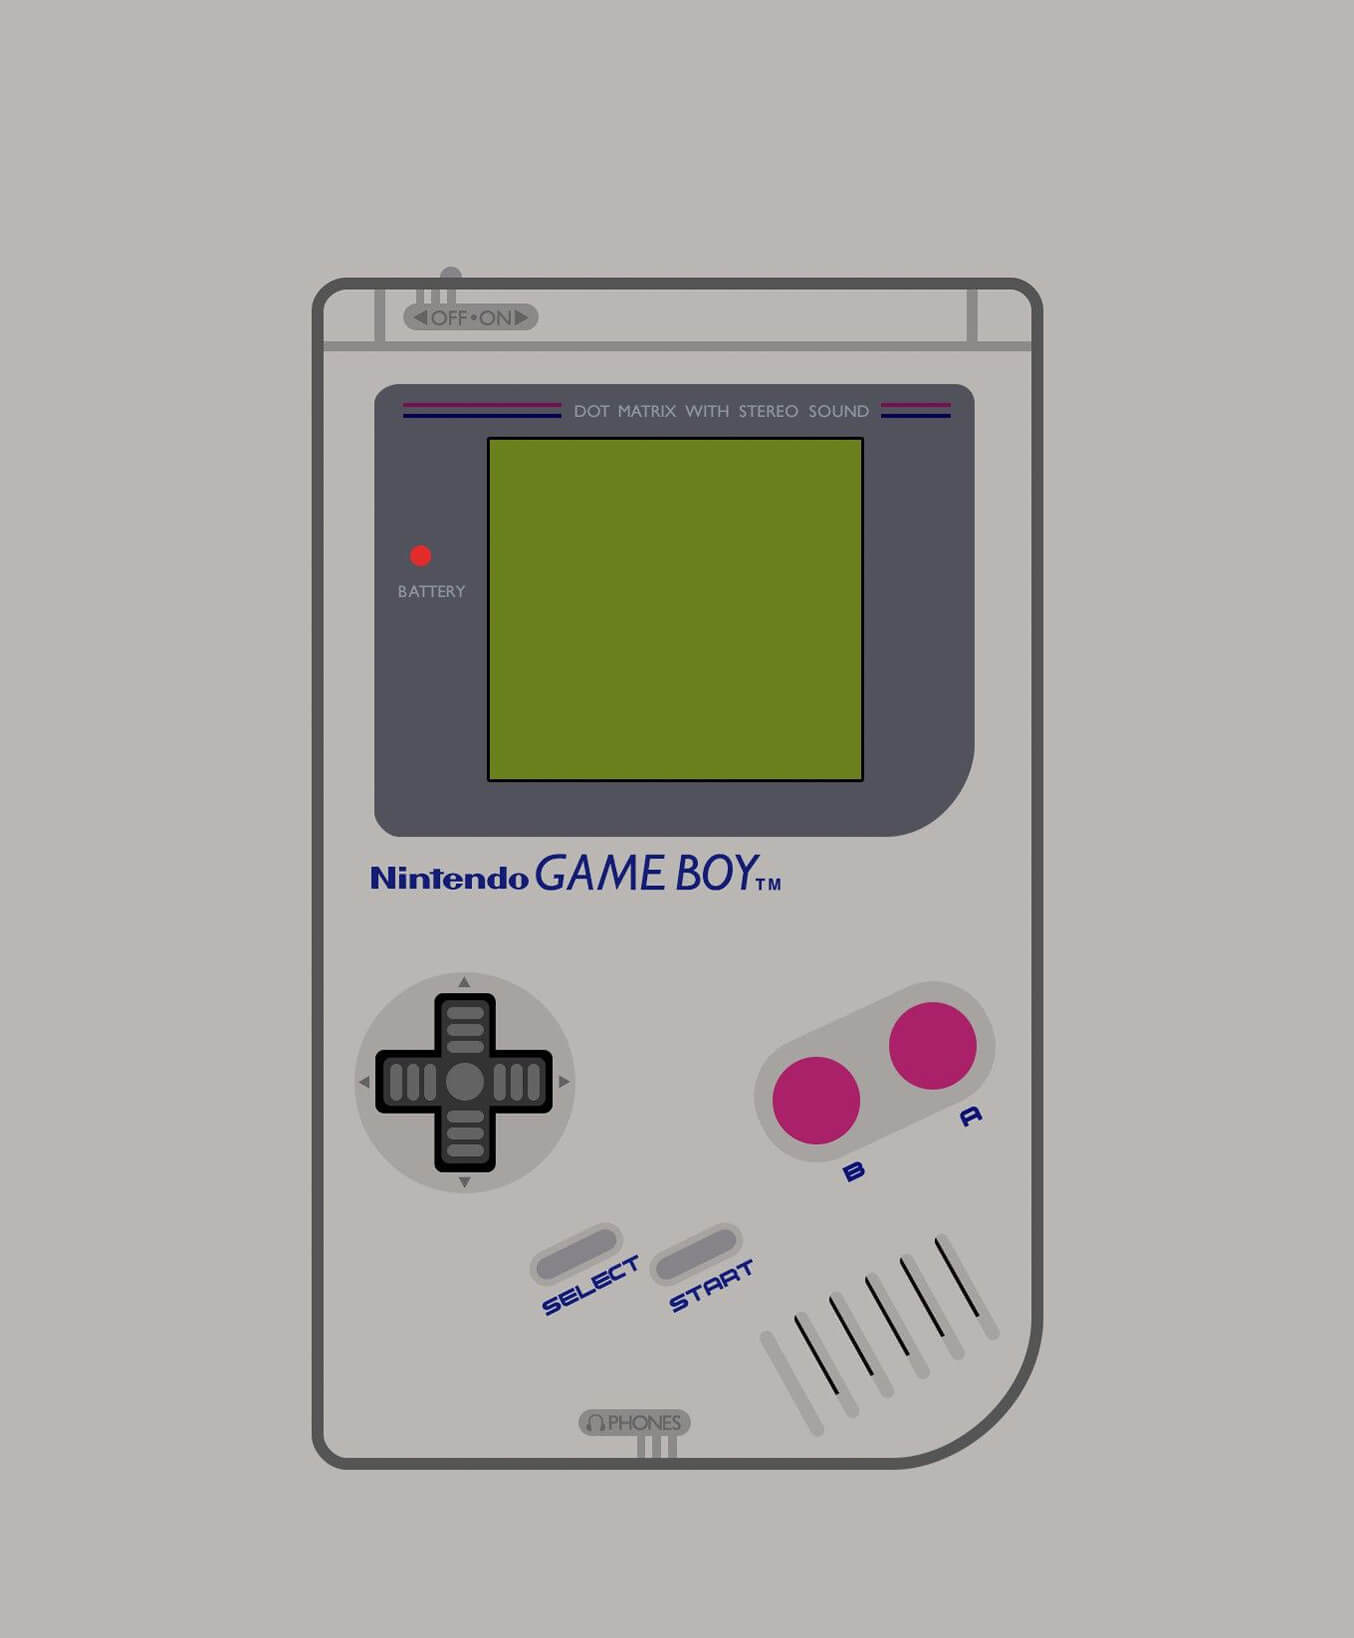 OFF•ON
DOT MATRIX WITH STEREO SOUND
BATTERY
Nintendo GAME BOY™
A
B
SELECT
START
PHONES